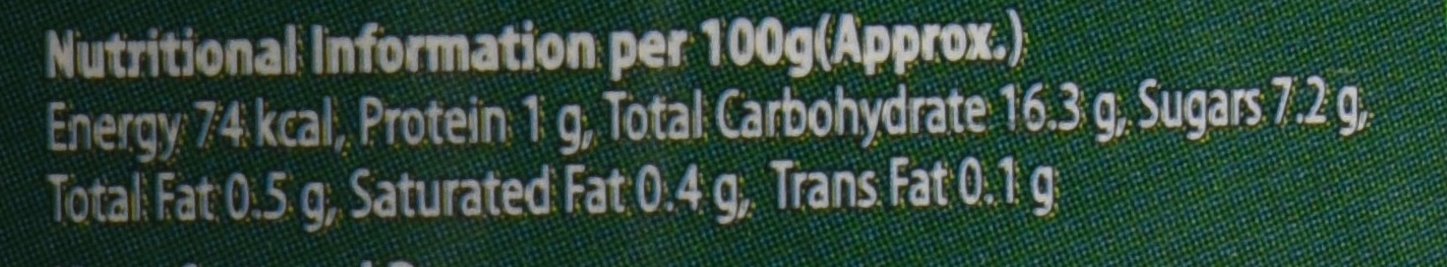 Nutritional Information per 100g(Approx.)
Energy 74 kcal, Protein 1 g, Total Carbohydrate 16.3 g, Sugars 7.2 g,
Total Fat 0.5 g, Saturated Fat 0.4 g, Trans Fat 0.1 g